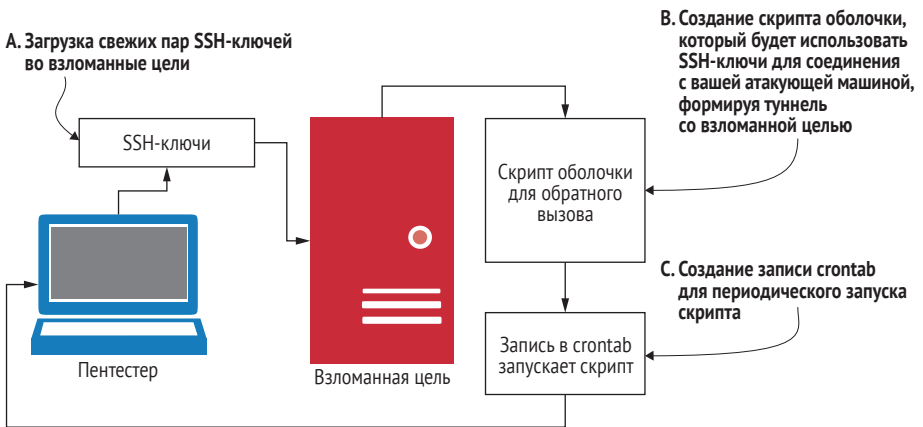 А. Загрузка свежих пар SSH-ключей
во взломанные цели
В. Создание скрипта оболочки,
который будет использовать
SSH-ключи для соединения
с вашей атакующей машиной,
формируя туннель
со взломанной целью
SSH-ключи
Скрипт оболочки
для обратного
вызова
С. Создание записи crontab
для периодического запуска
скрипта
Запись в crontab
запускает скрипт
Пентестер
Взломанная цель